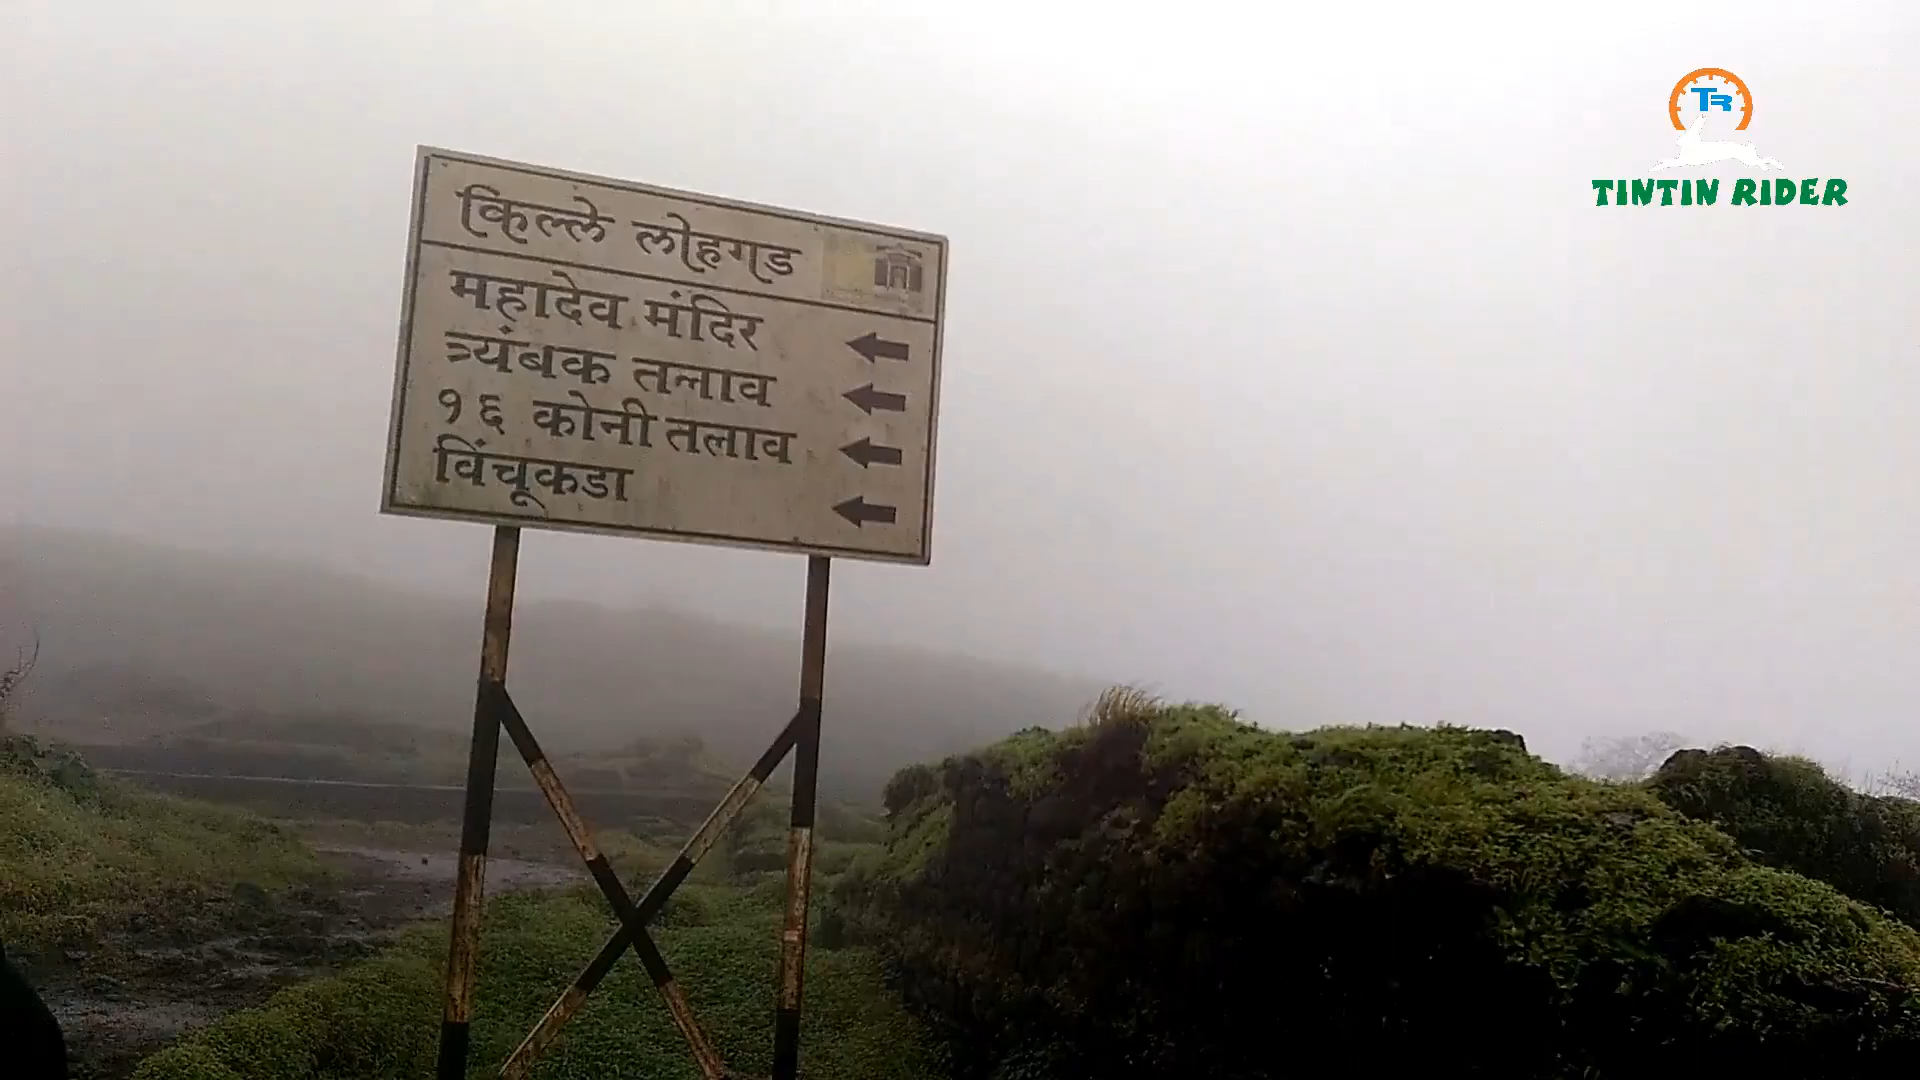 किल्ले लोहगड
महादेव मंदिर
त्र्यंबक तलाव
१६ कोनी तलाव
विंचूकडा
TR
TINTIN RIDER